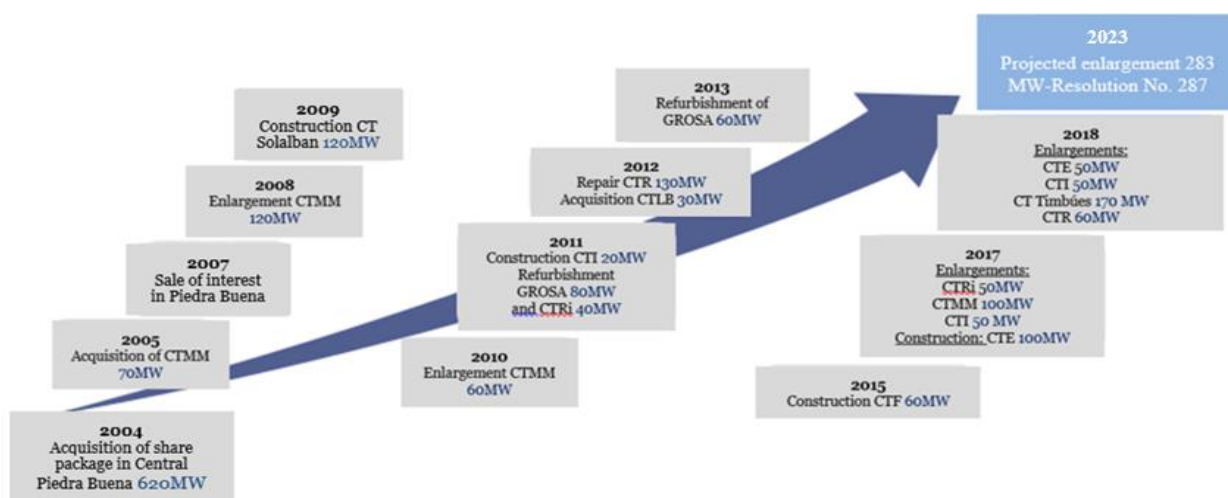 2004
Acquisition of share
package in Central
Piedra Buena 620MW
2005
Acquisition of CTMM
70MW
2007
Sale of interest
in Piedra Buena
2008
Enlargement CTMM
120MW
2009
Construction CT
Solalban 120MW
2010
Enlargement CTMM
60MW
2011
Construction CTI 20MW
Refurbishment
GROSA 80MW
and CTRi 40MW
2012
Repair CTR 130MW
Acquisition CTLB 30MW
2013
Refurbishment of
GROSA 60MW
2015
Construction CTF 60MW
2017
Enlargements:
CTRi 50MW
CTMM 100MW
CTI 50 MW
Construction: CTE 100MW
2018
Enlargements:
CTE 50MW
CTI 50MW
CT Timbúes 170 MW
CTR 60MW
2023
Projected enlargement 283
MW-Resolution No. 287